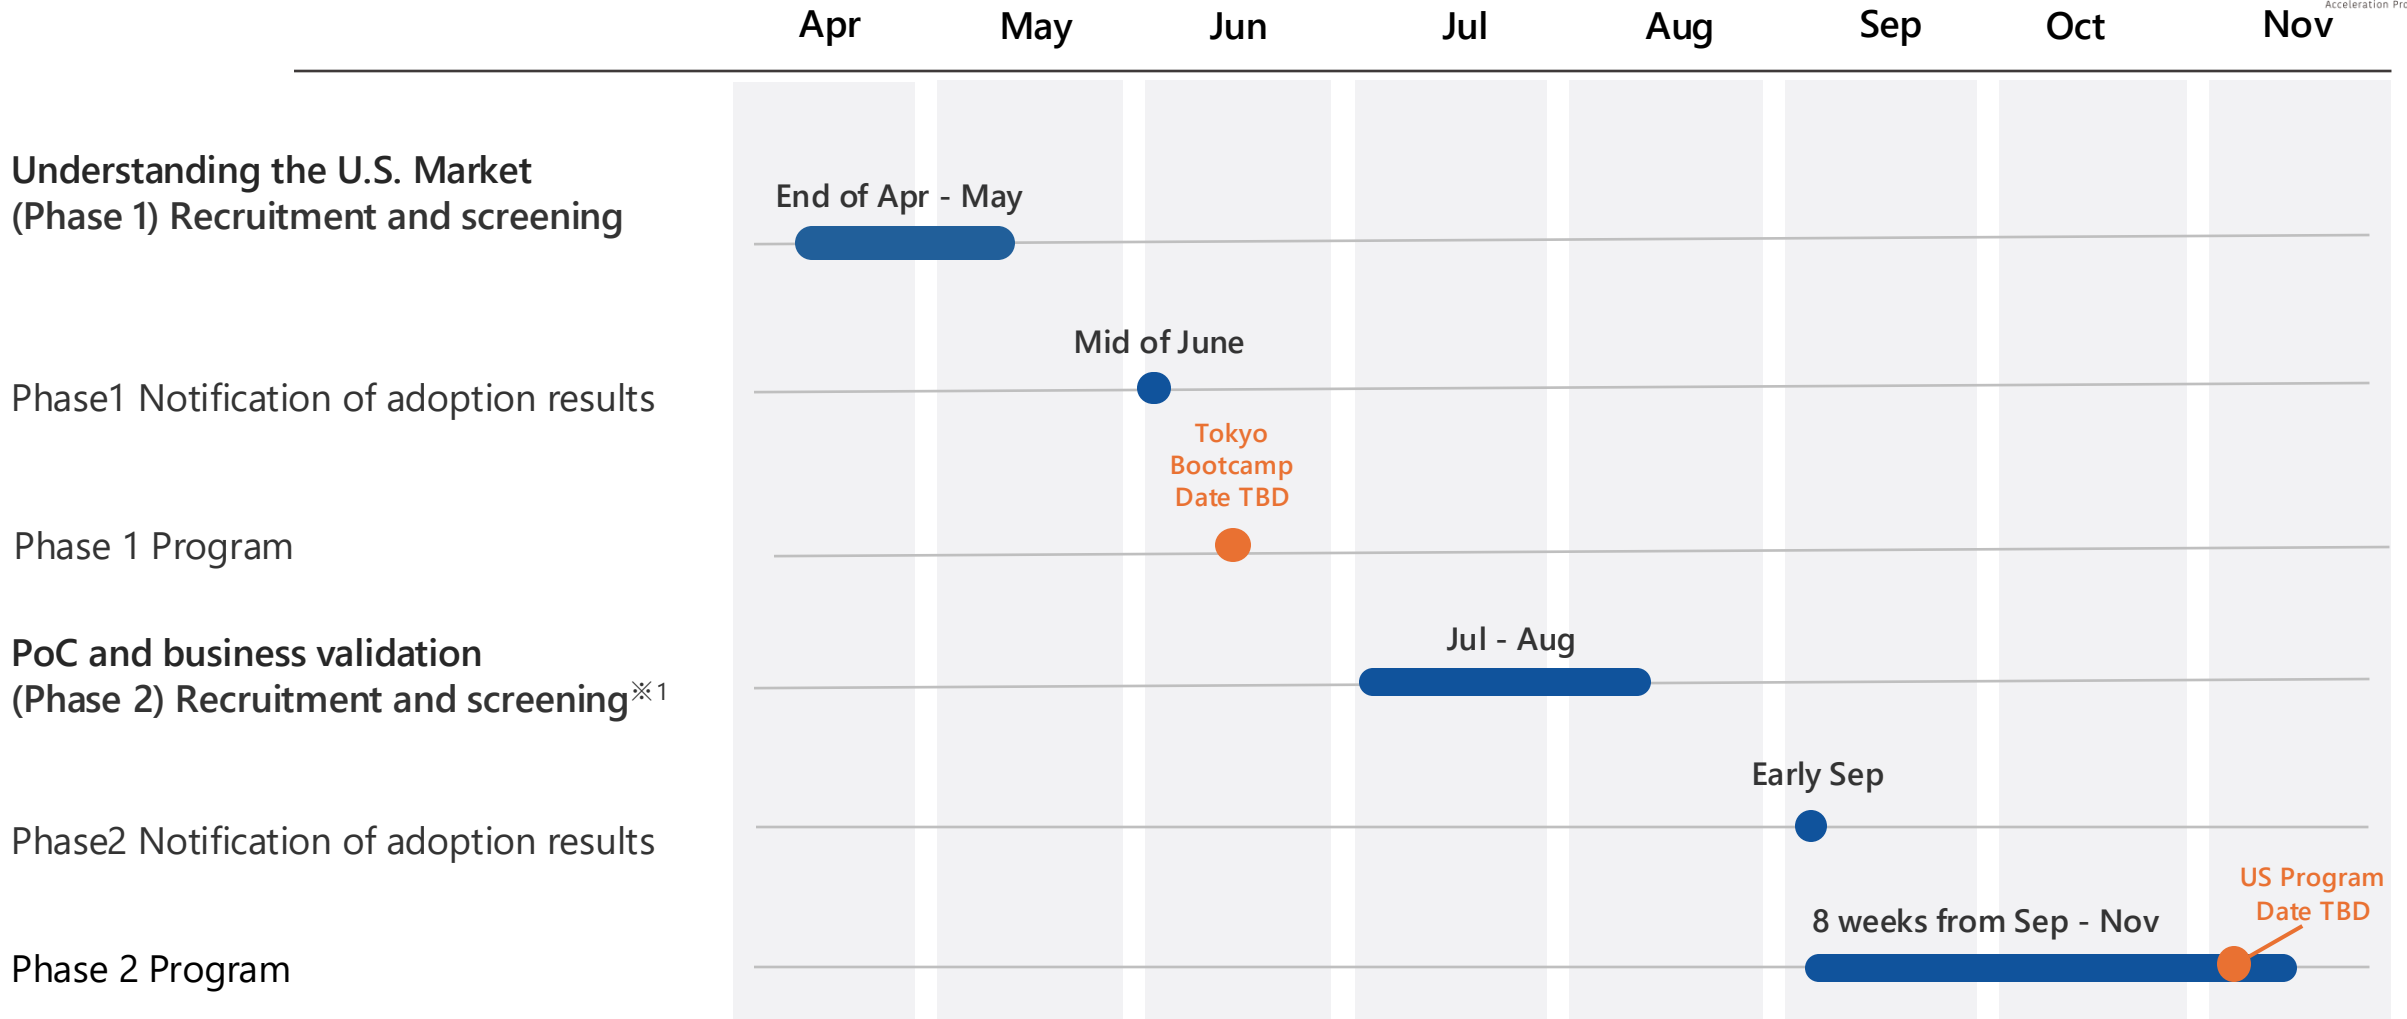 Acceleration Pro
Apr May Jun Jul Aug Sep Oct Nov
Understanding the U.S. Market
(Phase 1) Recruitment and screening
End of Apr - May
Mid of June
Phase1 Notification of adoption results
Tokyo
Bootcamp
Date TBD
Phase 1 Program
PoC and business validation
(Phase 2) Recruitment and screening※1
Jul - Aug
Early Sep
Phase2 Notification of adoption results
US Program
Date TBD
8 weeks from Sep - Nov
Phase 2 Program